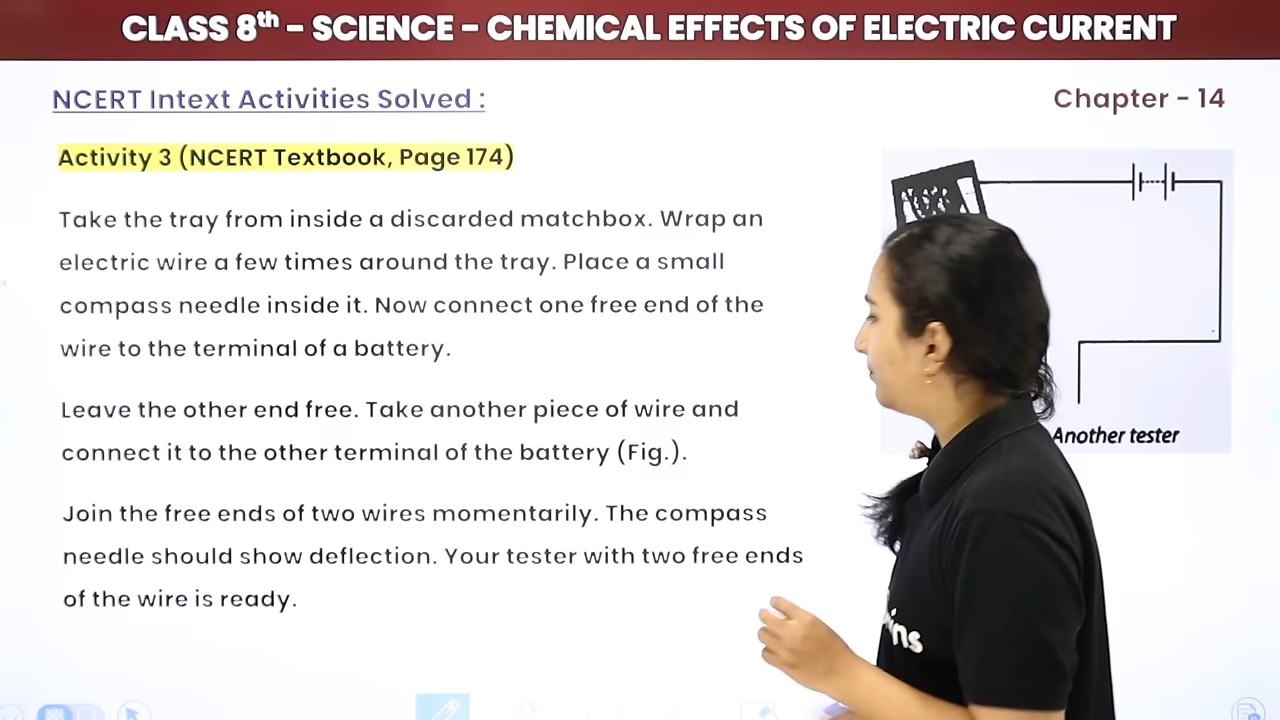 CLASS 8th - SCIENCE - CHEMICAL EFFECTS OF ELECTRIC CURRENT
NCERT Intext Activities Solved :
Chapter - 14
Activity 3 (NCERT Textbook, Page 174)
Take the tray from inside a discarded matchbox. Wrap an
electric wire a few times around the tray. Place a small
compass needle inside it. Now connect one free end of the
wire to the terminal of a battery.
Leave the other end free. Take another piece of wire and
connect it to the other terminal of the battery (Fig.).
Join the free ends of two wires momentarily. The compass
needle should show deflection. Your tester with two free ends
of the wire is ready.
Another tester